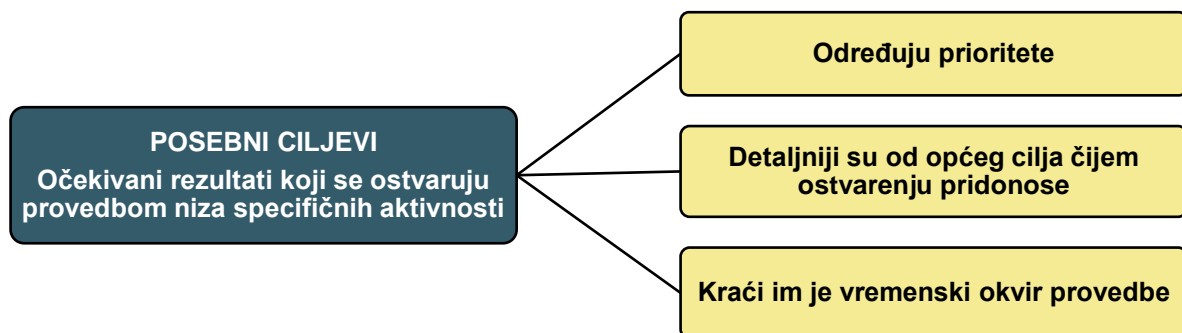 POSEBNI CILJEVI
Očekivani rezultati koji se ostvaruju
provedbom niza specifičnih aktivnosti
Određuju prioritete
Detaljniji su od općeg cilja čijem
ostvarenju pridonose
Kraći im je vremenski okvir provedbe